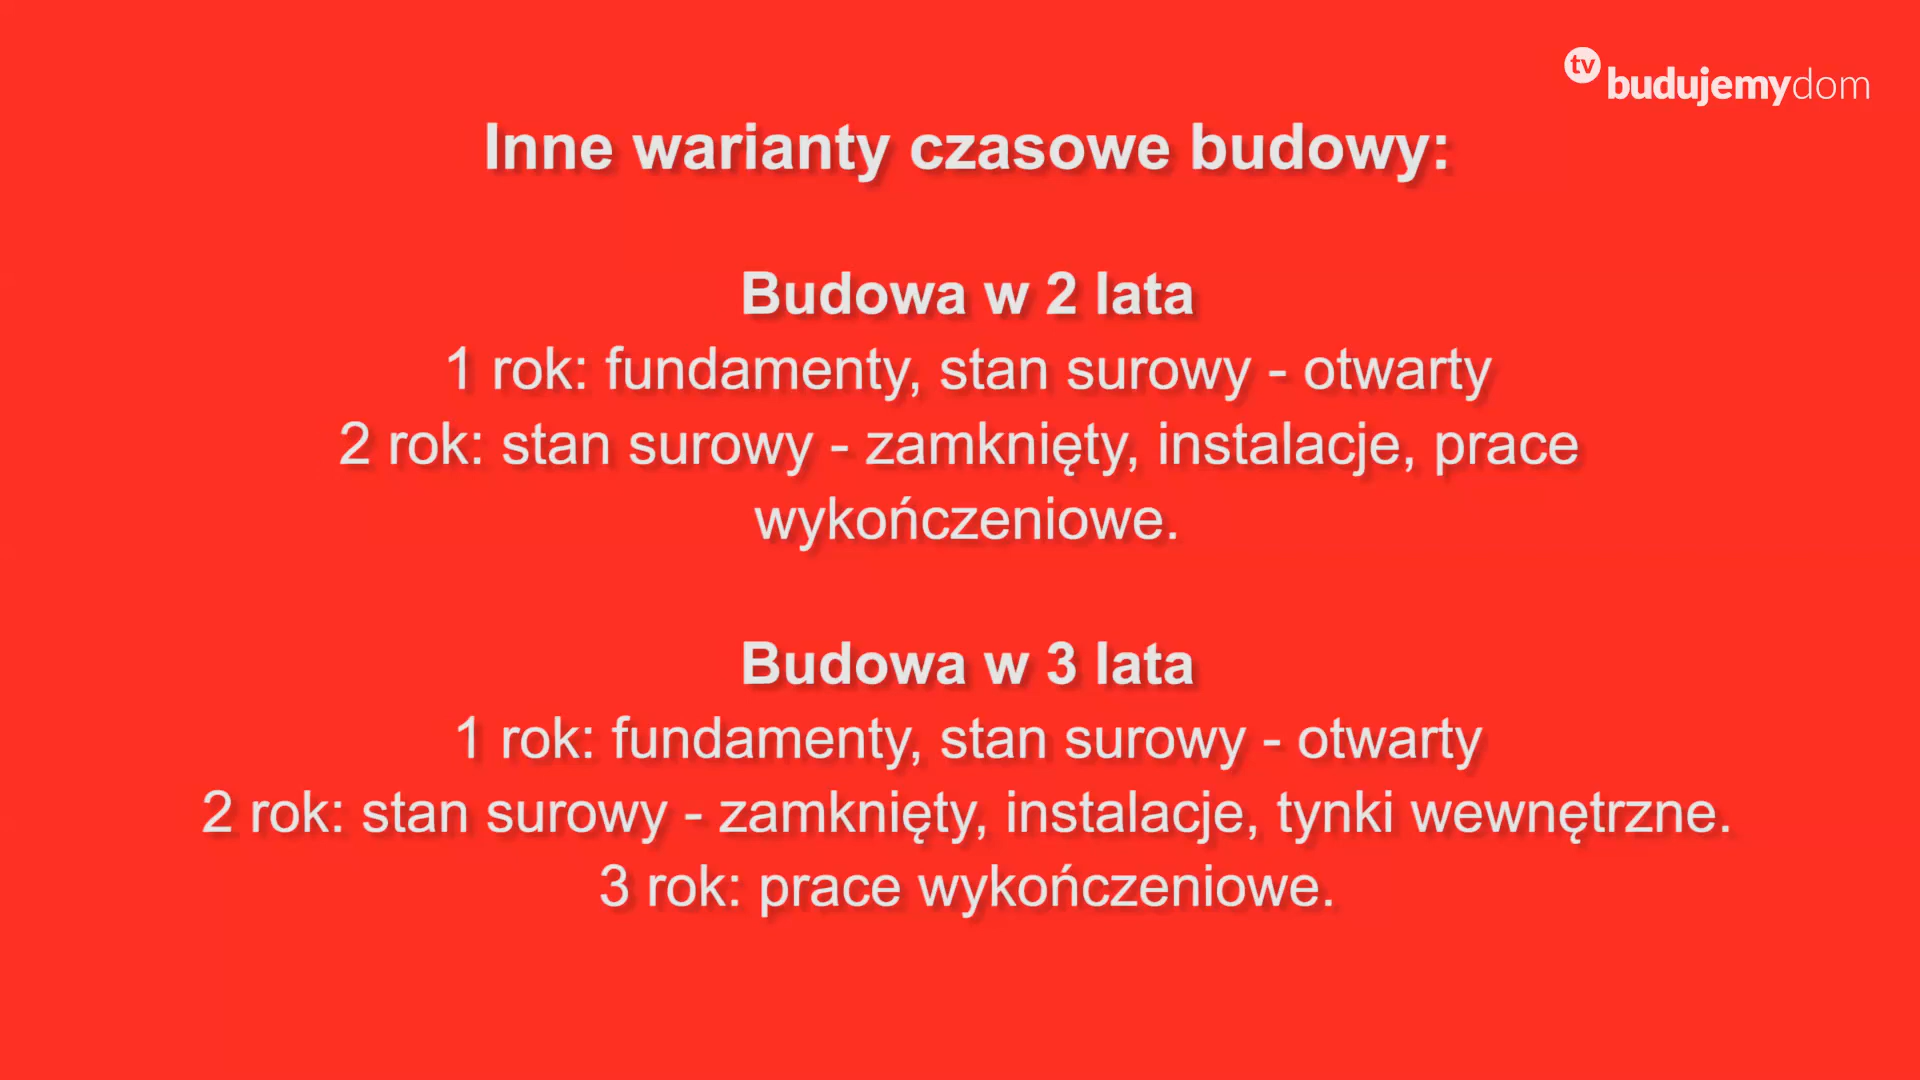 tv budujemydom
Inne warianty czasowe budowy:
Budowa w 2 lata
1 rok: fundamenty, stan surowy - otwarty
2 rok: stan surowy - zamknięty, instalacje, prace
wykończeniowe.
Budowa w 3 lata
1 rok: fundamenty, stan surowy - otwarty
2 rok: stan surowy - zamknięty, instalacje, tynki wewnętrzne.
3 rok: prace wykończeniowe.